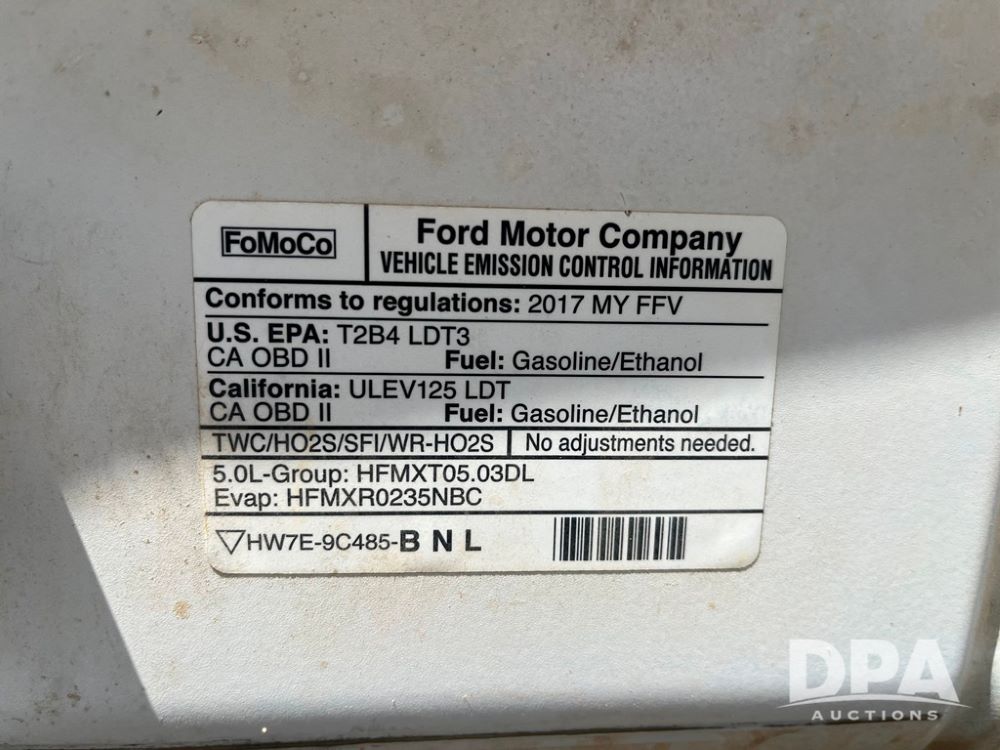 FoMoCo
Ford Motor Company
VEHICLE EMISSION CONTROL INFORMATION
Conforms to regulations: 2017 MY FFV
U.S. EPA: T2B4 LDT3
CA OBD II Fuel: Gasoline/Ethanol
California: ULEV125 LDT
CA OBD II Fuel: Gasoline/Ethanol
TWC/HO2S/SFI/WR-HO2S No adjustments needed.
5.0L-Group: HFMXT05.03DL
Evap: HFMXR0235NBC
HW7E-9C485-B N L
DPA
AUCTIONS